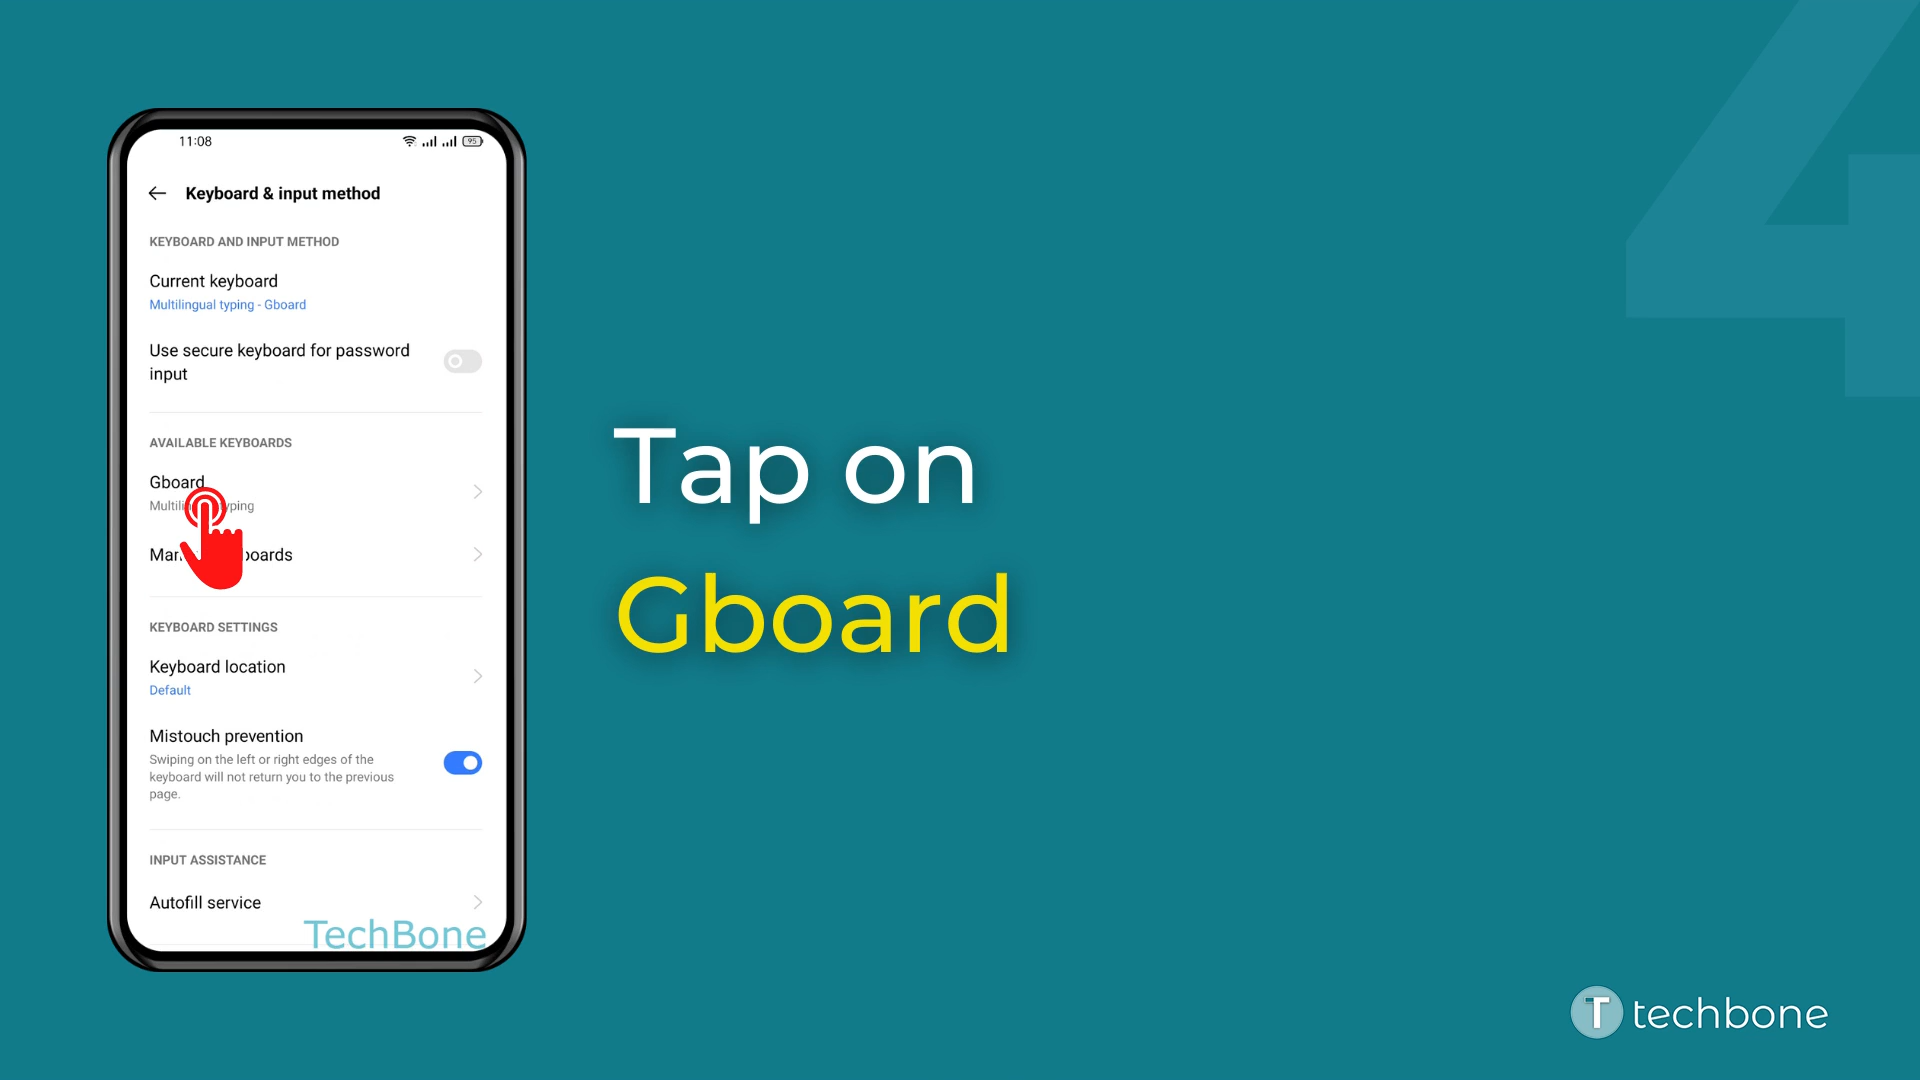 4
11:08
95
Keyboard & input method
KEYBOARD AND INPUT METHOD
Current keyboard
Multilingual typing - Gboard
Use secure keyboard for password
input
AVAILABLE KEYBOARDS
Gboard
KEYBOARD SETTINGS
Keyboard location
Default
Mistouch prevention
Swiping on the left or right edges of the
keyboard will not return you to the previous
page.
INPUT ASSISTANCE
Autofill service
TechBone
Tap on
Gboard
T techbone